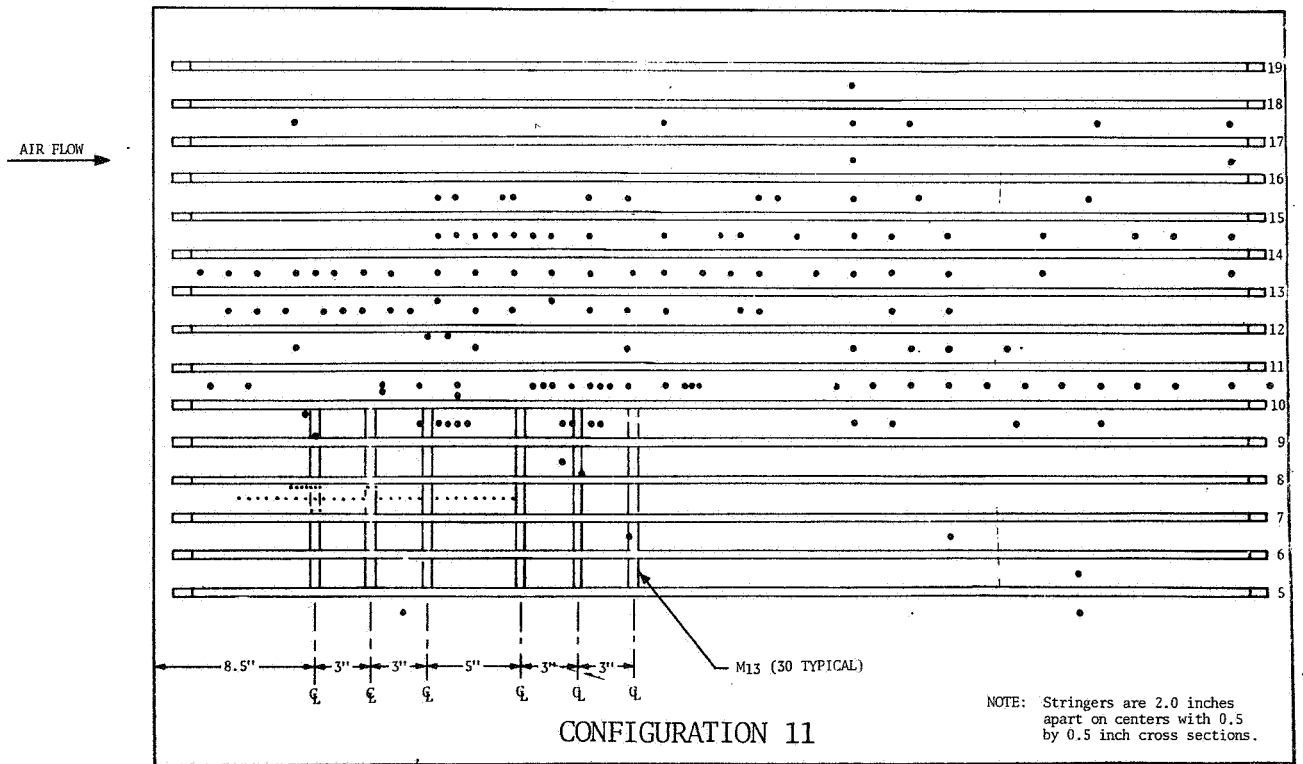 19
18
17
AIR FLOW
16
15
14
13
12
11
10
9
8
7
6
5
8.5" 3" 3" 5" 3" 3"
M13 (30 TYPICAL)
℄ ℄ ℄ ℄ ℄ ℄
NOTE: Stringers are 2.0 inches
apart on centers with 0.5
by 0.5 inch cross sections.
CONFIGURATION 11